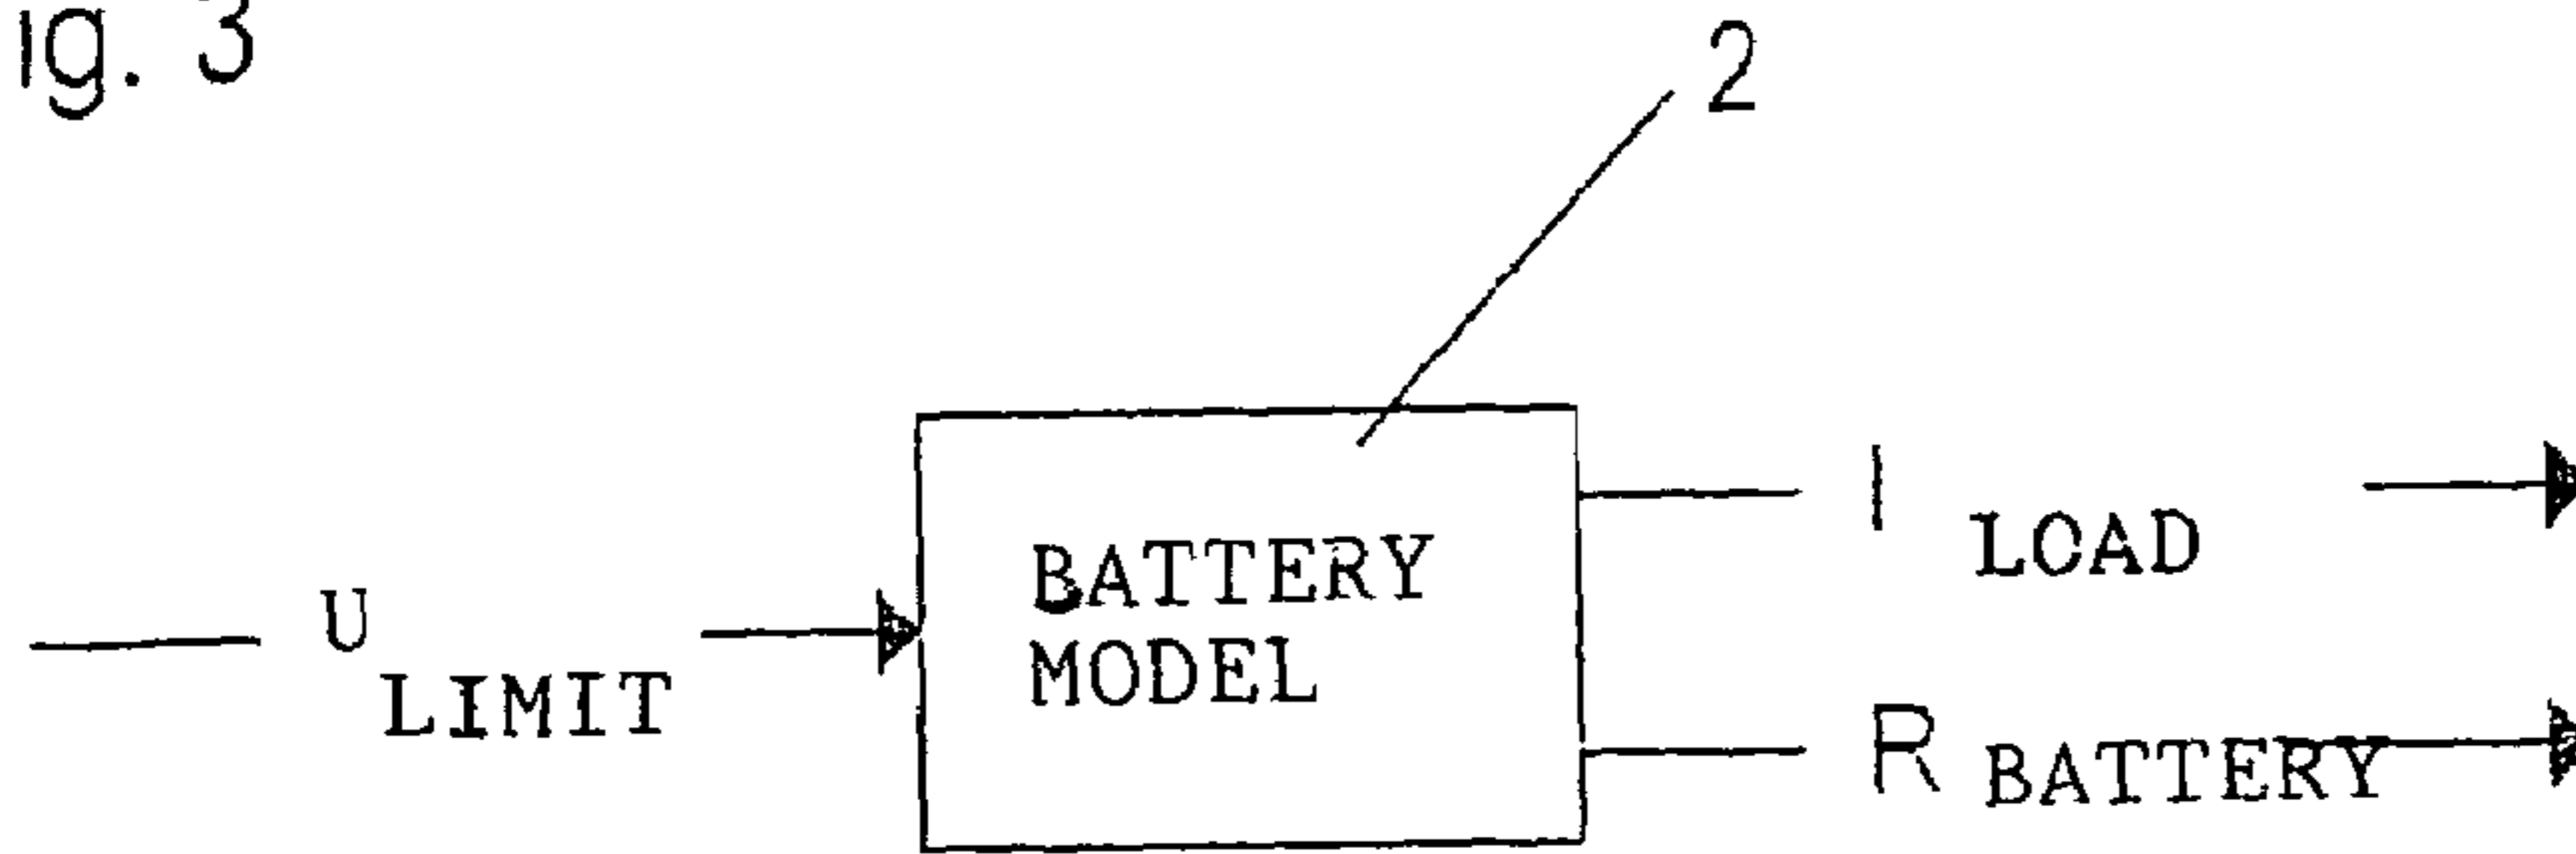 ig. 3
2
BATTERY
MODEL
U LIMIT
I LOAD
R BATTERY